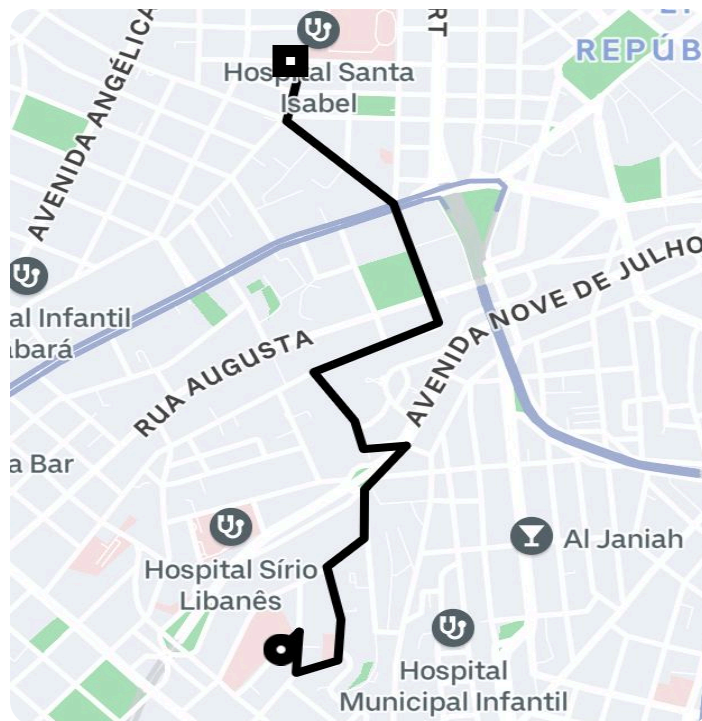 REPÚB
Hospital Santa
Isabel
AVENIDA ANGÉLICA
AVENIDA NOVE DE JULHO
al Infantil
abará
RUA AUGUSTA
a Bar
Al Janiah
Hospital Sírio
Libanês
Hospital
Municipal Infantil